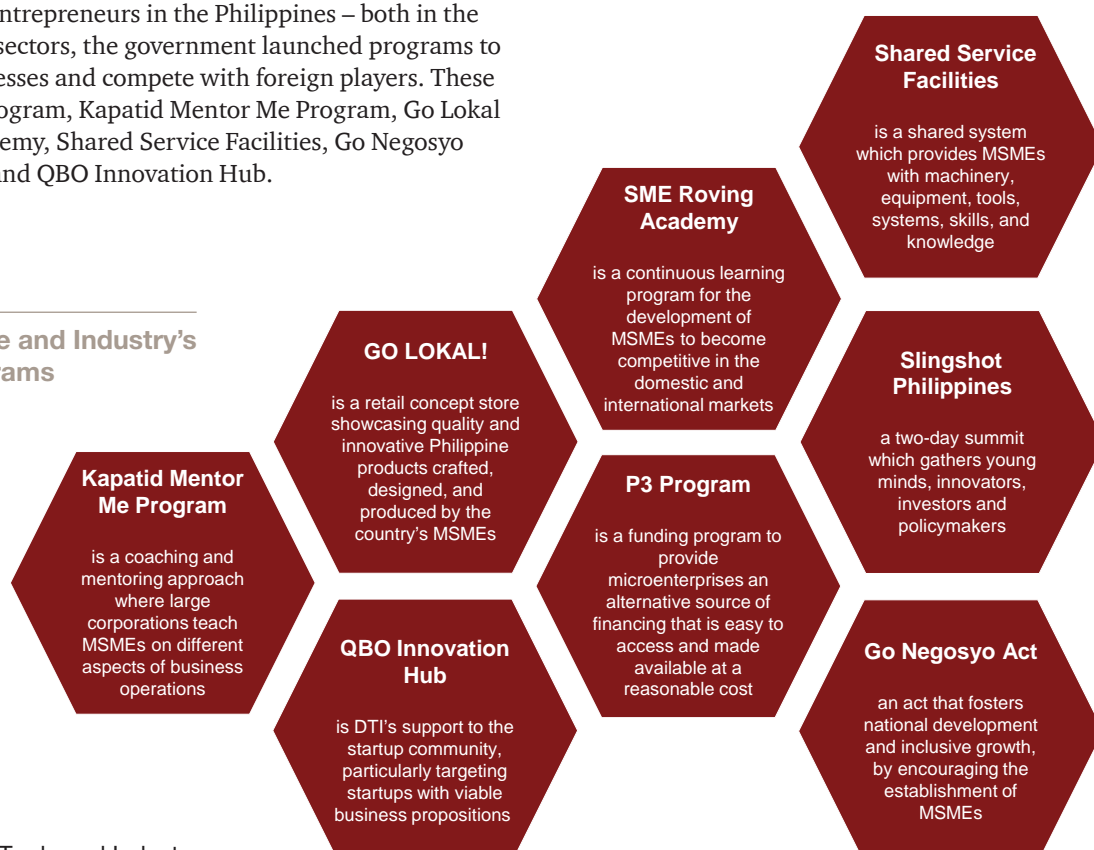 ntrepreneurs in the Philippines – both in the
sectors, the government launched programs to
esses and compete with foreign players. These
ogram, Kapatid Mentor Me Program, Go Lokal
emy, Shared Service Facilities, Go Negosyo
and QBO Innovation Hub.
e and Industry's
rams
Kapatid Mentor
Me Program
is a coaching and
mentoring approach
where large
corporations teach
MSMEs on different
aspects of business
operations
GO LOKAL!
is a retail concept store
showcasing quality and
innovative Philippine
products crafted,
designed, and
produced by the
country's MSMEs
QBO Innovation
Hub
is DTI's support to the
startup community,
particularly targeting
startups with viable
business propositions
SME Roving
Academy
is a continuous learning
program for the
development of
MSMEs to become
competitive in the
domestic and
international markets
P3 Program
is a funding program to
provide
microenterprises an
alternative source of
financing that is easy to
access and made
available at a
reasonable cost
Shared Service
Facilities
is a shared system
which provides MSMEs
with machinery,
equipment, tools,
systems, skills, and
knowledge
Slingshot
Philippines
a two-day summit
which gathers young
minds, innovators,
investors and
policymakers
Go Negosyo Act
an act that fosters
national development
and inclusive growth,
by encouraging the
establishment of
MSMEs